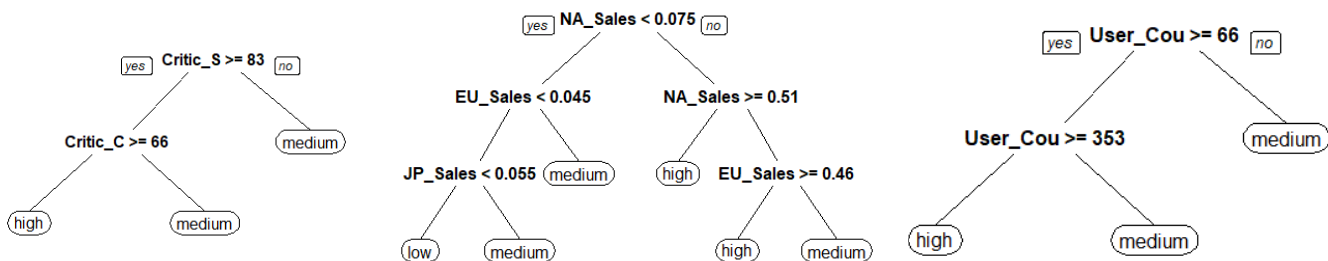 yes Critic_S >= 83 no
Critic_C >= 66
medium
high
medium
yes NA_Sales < 0.075 no
EU_Sales < 0.045
NA_Sales >= 0.51
JP_Sales < 0.055
medium
high
EU_Sales >= 0.46
low
medium
high
medium
yes User_Cou >= 66 no
User_Cou >= 353
medium
high
medium